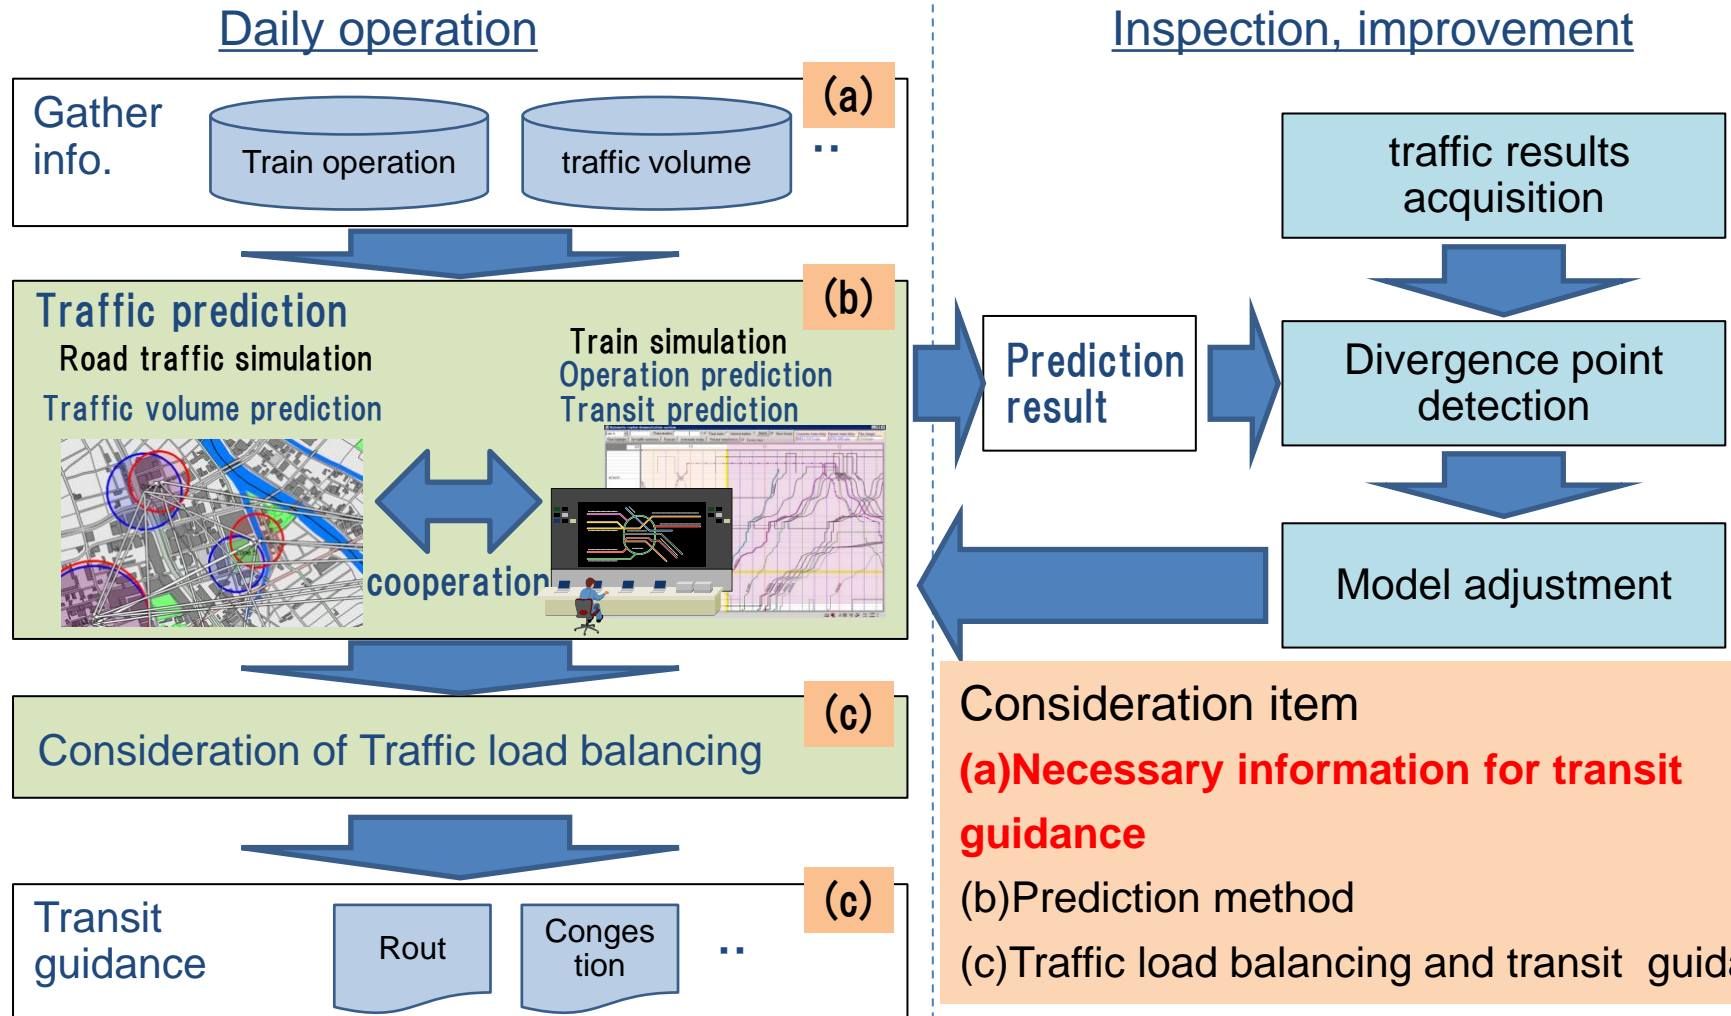 Daily operation
Inspection, improvement
(a)
Gather
info.
Train operation
traffic volume
..
traffic results
acquisition
(b)
Traffic prediction
Road traffic simulation
Traffic volume prediction
Train simulation
Operation prediction
Transit prediction
cooperation
Prediction
result
Divergence point
detection
Model adjustment
(c)
Consideration of Traffic load balancing
(c)
Transit
guidance
Rout
Conges
tion
..
Consideration item
(a)Necessary information for transit
guidance
(b)Prediction method
(c)Traffic load balancing and transit guida